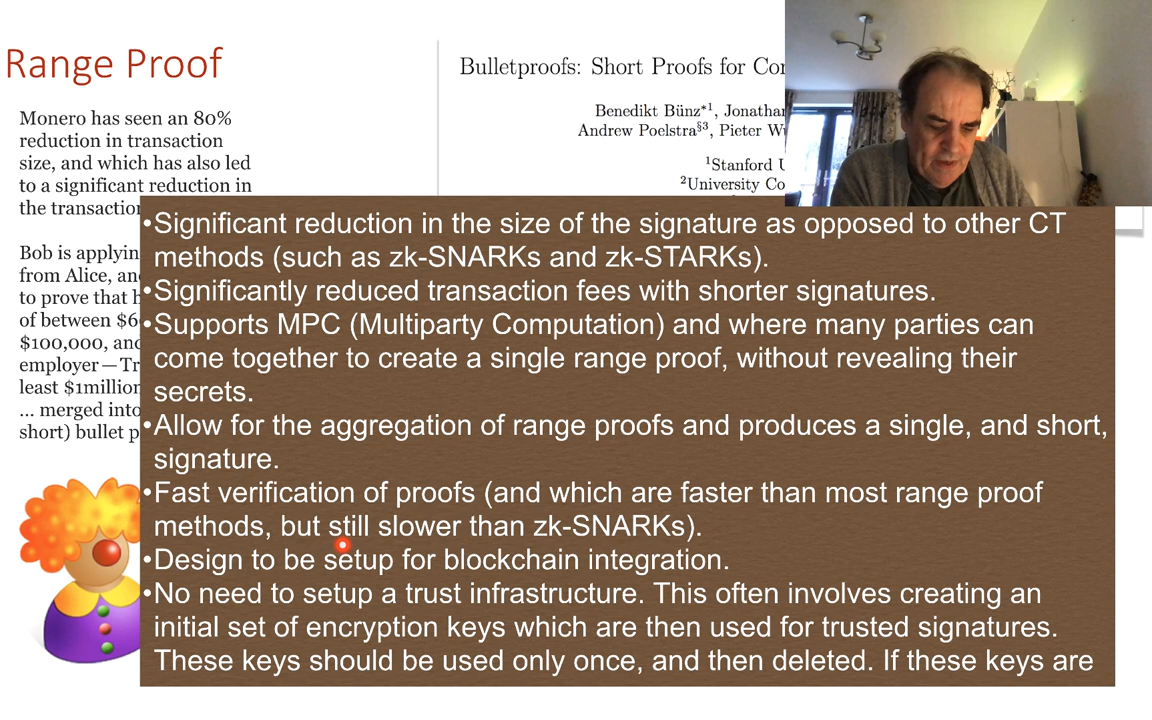 Range Proof
Monero has seen an 80%
reduction in transaction
size, and which has also led
to a significant reduction in
the transaction
Bob is applyin
from Alice, an
to prove that h
of between $6
$100,000, and
employer — Tr
least $1million
... merged into
short) bullet p
Bulletproofs: Short Proofs for Con
Benedikt Bünz*1, Jonathan
Andrew Poelstra§3, Pieter Wu
1Stanford U
2University Co
•Significant reduction in the size of the signature as opposed to other CT
methods (such as zk-SNARKs and zk-STARKs).
•Significantly reduced transaction fees with shorter signatures.
•Supports MPC (Multiparty Computation) and where many parties can
come together to create a single range proof, without revealing their
secrets.
•Allow for the aggregation of range proofs and produces a single, and short,
signature.
•Fast verification of proofs (and which are faster than most range proof
methods, but still slower than zk-SNARKs).
•Design to be setup for blockchain integration.
•No need to setup a trust infrastructure. This often involves creating an
initial set of encryption keys which are then used for trusted signatures.
These keys should be used only once, and then deleted. If these keys are